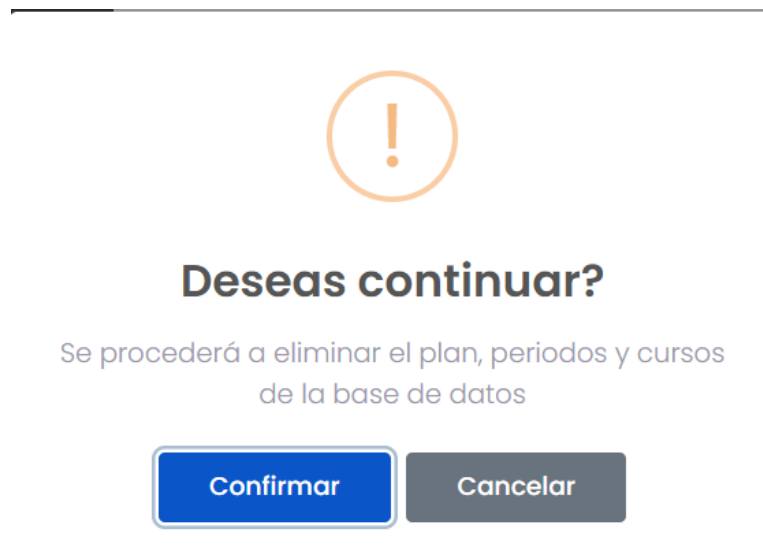 Deseas continuar?
Se procederá a eliminar el plan, periodos y cursos
de la base de datos
Confirmar
Cancelar